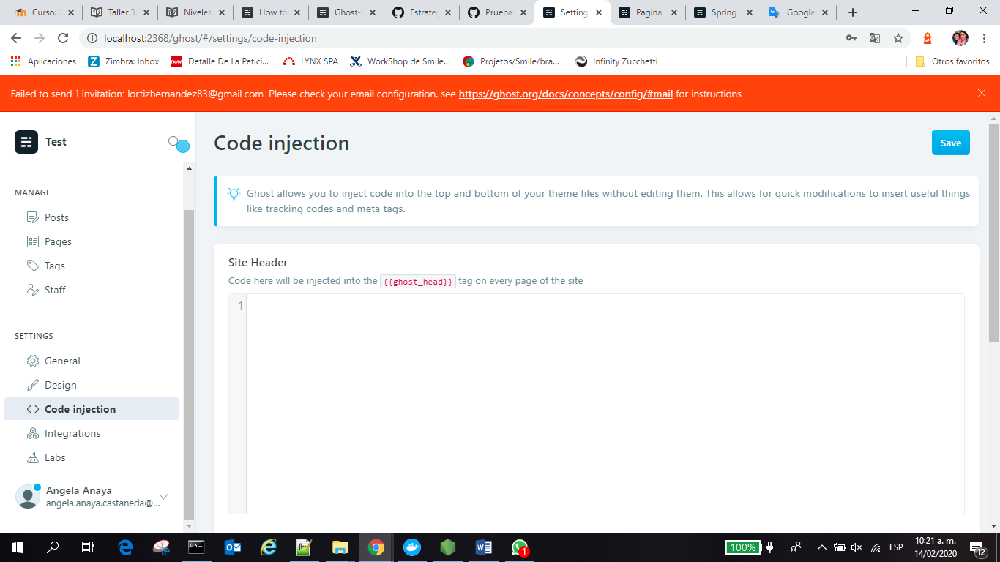 Curso: 2
Taller 3
Niveles
How to
Ghost-
Estrate
Prueba
Setting
Pagina
Spring
Google
localhost:2368/ghost/#/settings/code-injection
Aplicaciones
Zimbra: Inbox
now
Detalle De La Petici...
LYNX SPA
WorkShop de Smile...
Projetos/Smile/bra...
Infinity Zucchetti
Otros favoritos
Failed to send 1 invitation: lortizhernandez83@gmail.com. Please check your email configuration, see https://ghost.org/docs/concepts/config/#mail for instructions
Test
MANAGE
Posts
Pages
Tags
Staff
SETTINGS
General
Design
Code injection
Integrations
Labs
Angela Anaya
angela.anaya.castaneda@...
Code injection
Save
Ghost allows you to inject code into the top and bottom of your theme files without editing them. This allows for quick modifications to insert useful things
like tracking codes and meta tags.
Site Header
Code here will be injected into the {{ghost_head}} tag on every page of the site
1
100%
ESP
10:21 a. m.
14/02/2020
1
12